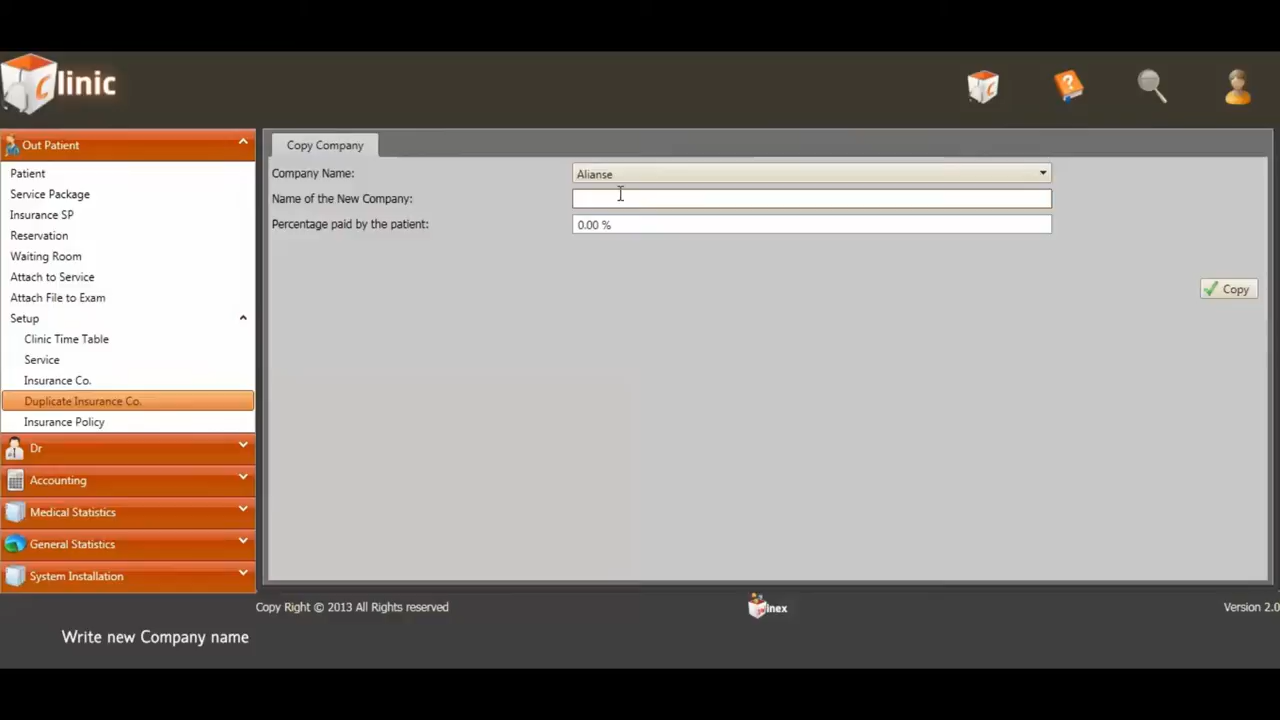 Clinic
Out Patient
Patient
Service Package
Insurance SP
Reservation
Waiting Room
Attach to Service
Attach File to Exam
Setup
Clinic Time Table
Service
Insurance Co.
Duplicate Insurance Co.
Insurance Policy
Dr
Accounting
Medical Statistics
General Statistics
System Installation
Copy Company
Company Name: Alianse
Name of the New Company:
Percentage paid by the patient: 0.00 %
Copy
Copy Right © 2013 All Rights reserved
inex
Version 2.0
Write new Company name